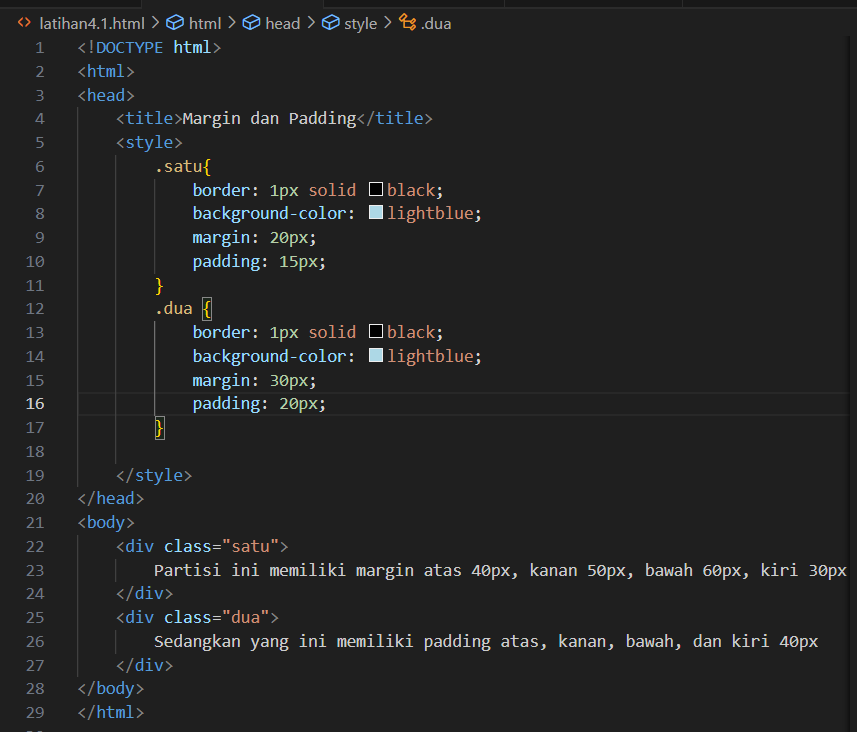 latihan4.1.html > html > head > style > .dua
1 <!DOCTYPE html>
2 <html>
3 <head>
4     <title>Margin dan Padding</title>
5     <style>
6         .satu{
7             border: 1px solid black;
8             background-color: lightblue;
9             margin: 20px;
10             padding: 15px;
11         }
12         .dua {
13             border: 1px solid black;
14             background-color: lightblue;
15             margin: 30px;
16             padding: 20px;
17         }
18
19     </style>
20 </head>
21 <body>
22     <div class="satu">
23         Partisi ini memiliki margin atas 40px, kanan 50px, bawah 60px, kiri 30px
24     </div>
25     <div class="dua">
26         Sedangkan yang ini memiliki padding atas, kanan, bawah, dan kiri 40px
27     </div>
28 </body>
29 </html>